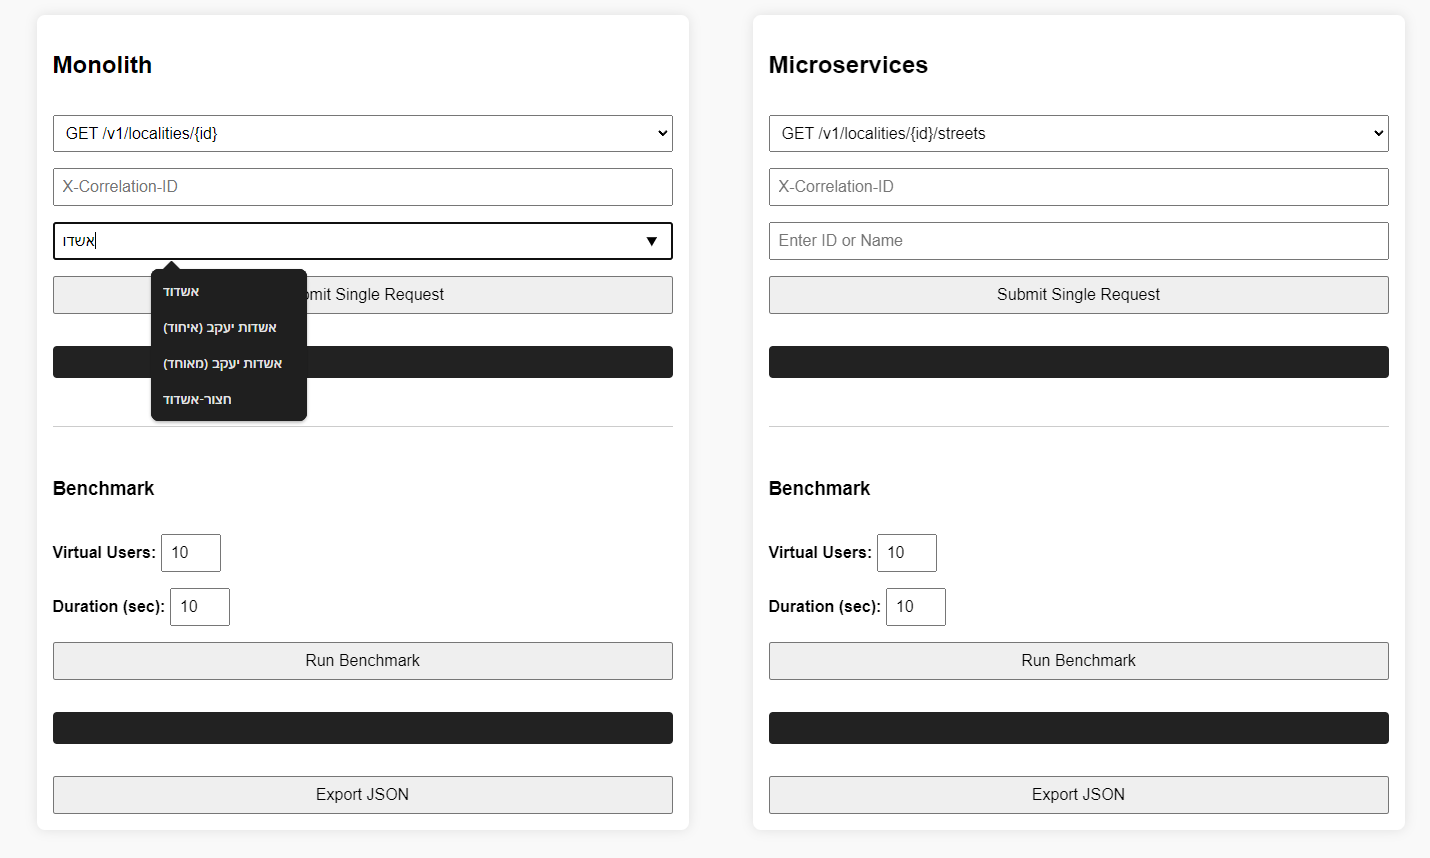 Monolith
GET /v1/localities/{id}
X-Correlation-ID
אשדו
אשדוד
אשדות יעקב (איחוד)
אשדות יעקב (מאוחד)
חצור-אשדוד
Single Request
Benchmark
Virtual Users: 10
Duration (sec): 10
Run Benchmark
Export JSON
Microservices
GET /v1/localities/{id}/streets
X-Correlation-ID
Enter ID or Name
Submit Single Request
Benchmark
Virtual Users: 10
Duration (sec): 10
Run Benchmark
Export JSON